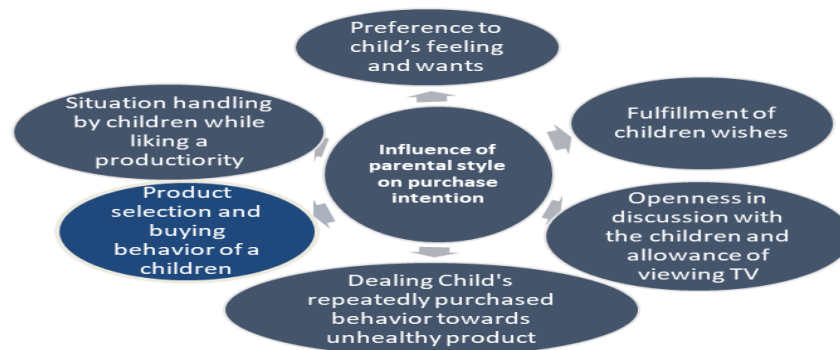 Preference to
child's feeling
and wants
Situation handling
by children while
liking a
productiority
Fulfillment of
children wishes
Influence of
parental style
on purchase
intention
Product
selection and
buying
behavior of a
children
Openness in
discussion with
the children and
allowance of
viewing TV
Dealing Child's
repeatedly purchased
behavior towards
unhealthy product